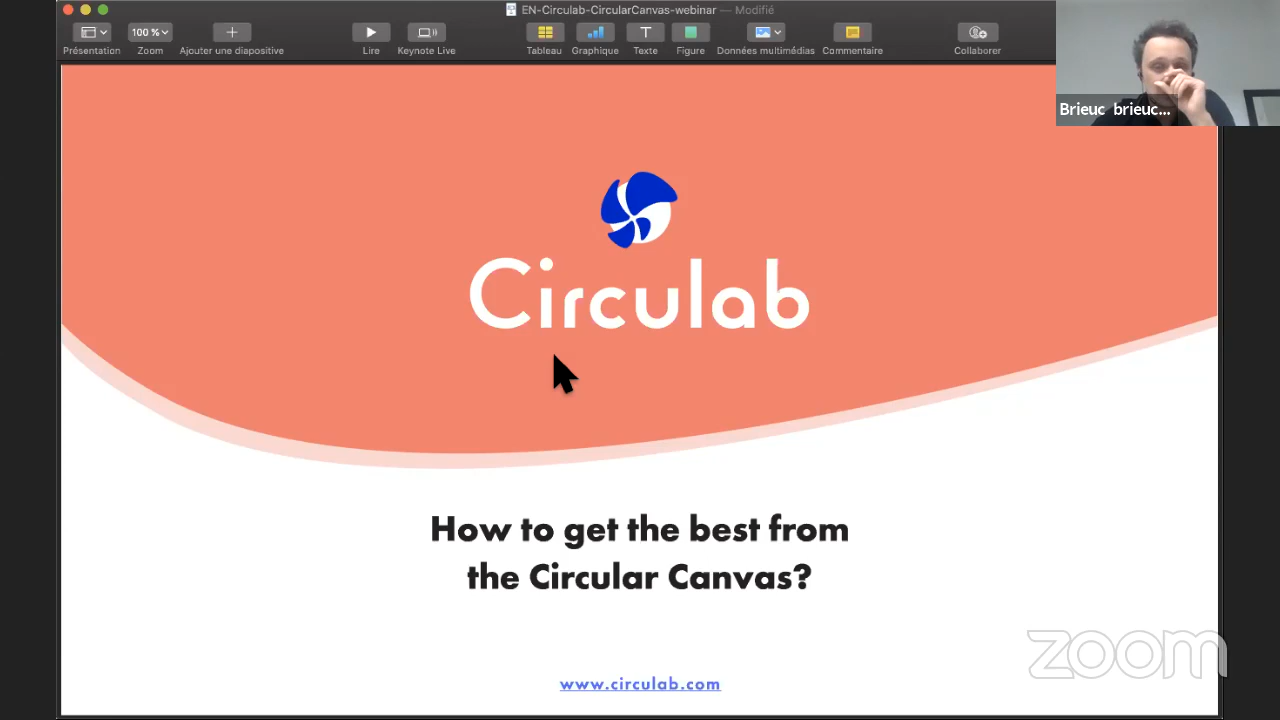 EN-Circulab-CircularCanvas-webinar — Modifié
100 %
Présentation Zoom Ajouter une diapositive Lire Keynote Live Tableau Graphique Texte Figure Données multimédias Commentaire Collaborer
Brieuc brieuc...
Circulab
How to get the best from
the Circular Canvas?
www.circulab.com
zoom